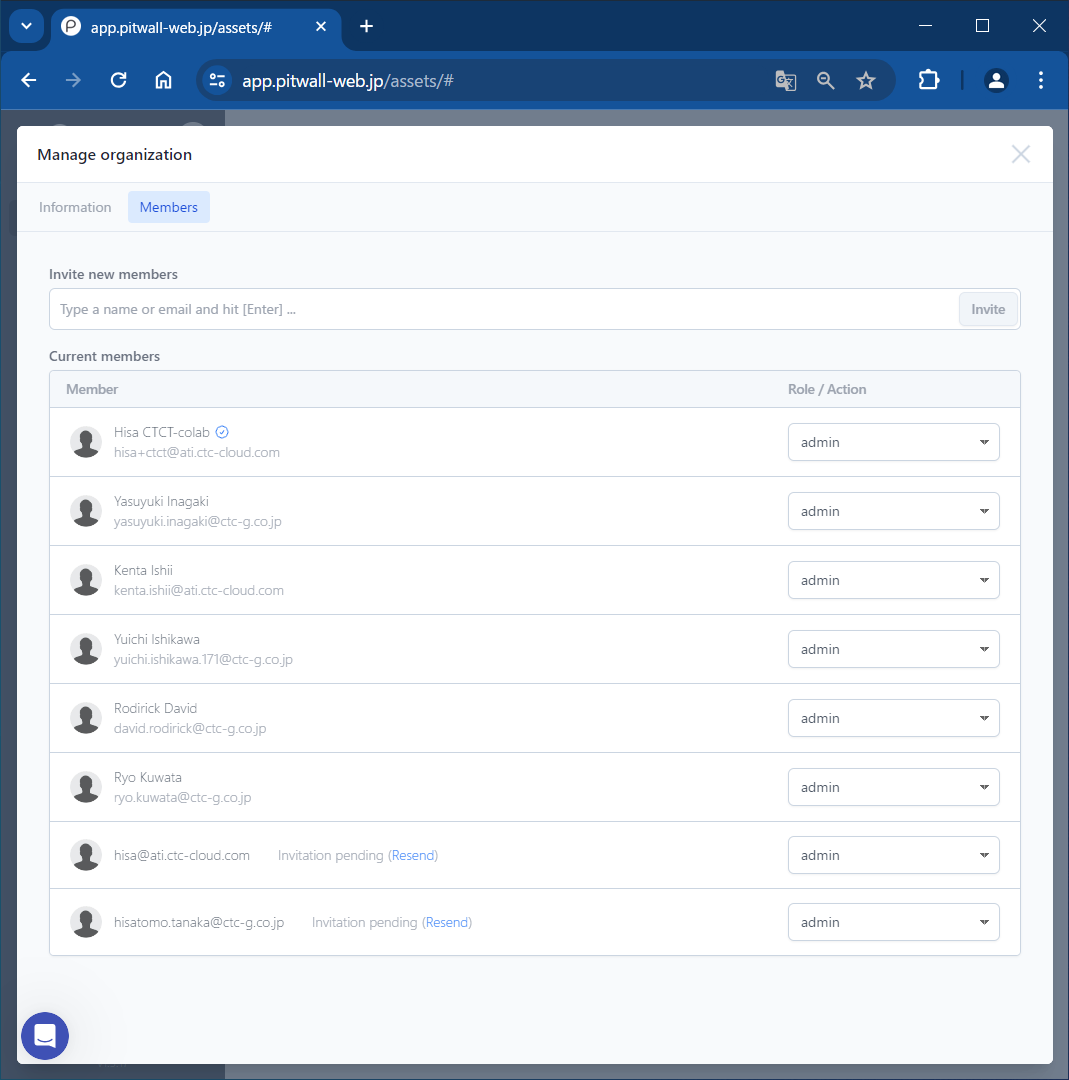 app.pitwall-web.jp/assets/#
app.pitwall-web.jp/assets/#
Manage organization
Information
Members
Invite new members
Type a name or email and hit [Enter] ...
Invite
Current members
Member
Role / Action
Hisa CTCT-colab
hisa+ctct@ati.ctc-cloud.com
admin
Yasuyuki Inagaki
yasuyuki.inagaki@ctc-g.co.jp
admin
Kenta Ishii
kenta.ishii@ati.ctc-cloud.com
admin
Yuichi Ishikawa
yuichi.ishikawa.171@ctc-g.co.jp
admin
Rodirick David
david.rodirick@ctc-g.co.jp
admin
Ryo Kuwata
ryo.kuwata@ctc-g.co.jp
admin
hisa@ati.ctc-cloud.com
Invitation pending (Resend)
admin
hisatomo.tanaka@ctc-g.co.jp
Invitation pending (Resend)
admin